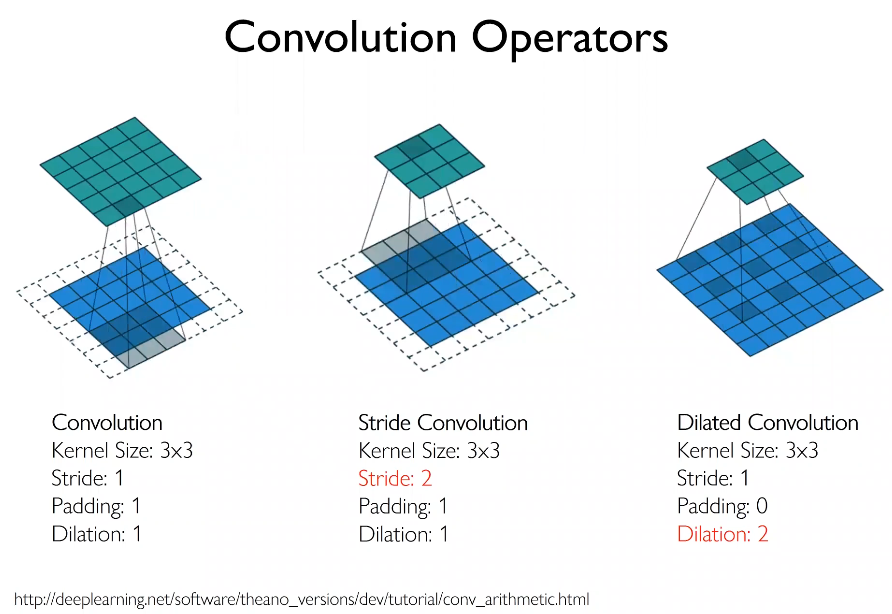 Convolution Operators
Convolution
Kernel Size: 3x3
Stride: 1
Padding: 1
Dilation: 1
Stride Convolution
Kernel Size: 3x3
Stride: 2
Padding: 1
Dilation: 1
Dilated Convolution
Kernel Size: 3x3
Stride: 1
Padding: 0
Dilation: 2
http://deeplearning.net/software/theano_versions/dev/tutorial/conv_arithmetic.html